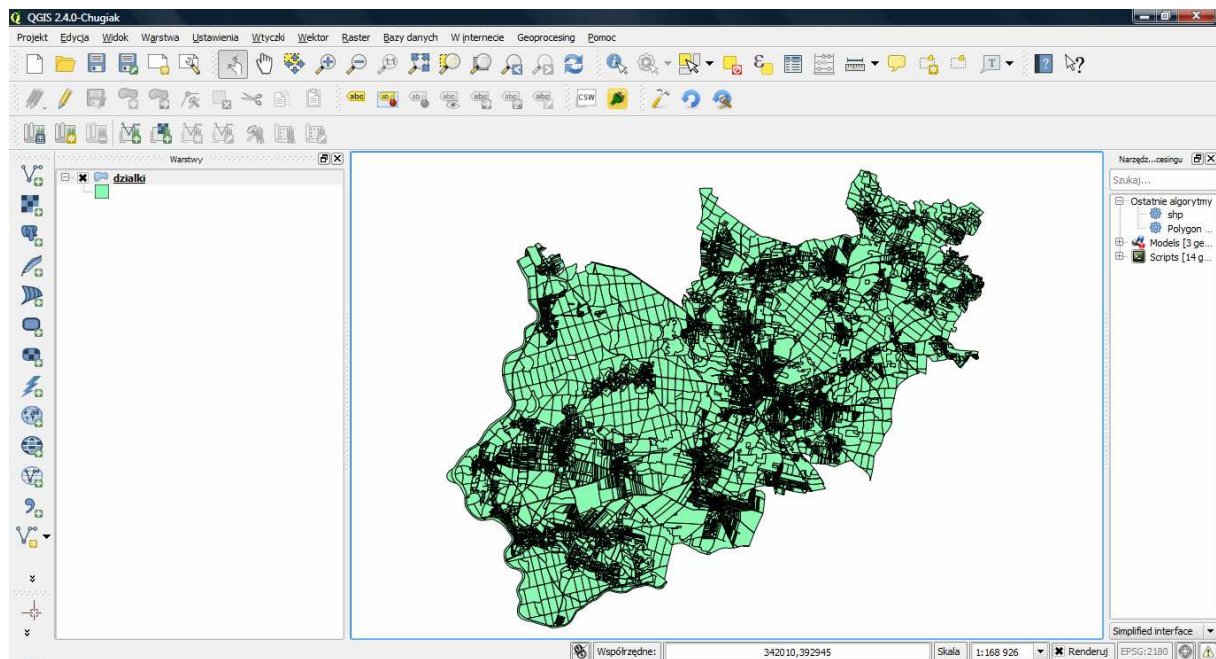 QGIS 2.4.0-Chugiak
Projekt Edycja Widok Warstwa Ustawienia Wtyczki Wektor Raster Bazy danych W internecie Geoprocesing Pomoc
abc
CSW
Warstwy
dzialki
Narzędz...cesingu
Szukaj...
Ostatnie algorytmy
shp
Polygon ...
Models [3 ge...
Scripts [14 g...
Simplified interface
Współrzędne: 342010,392945 Skala 1:168 926 Renderuj EPSG:2180